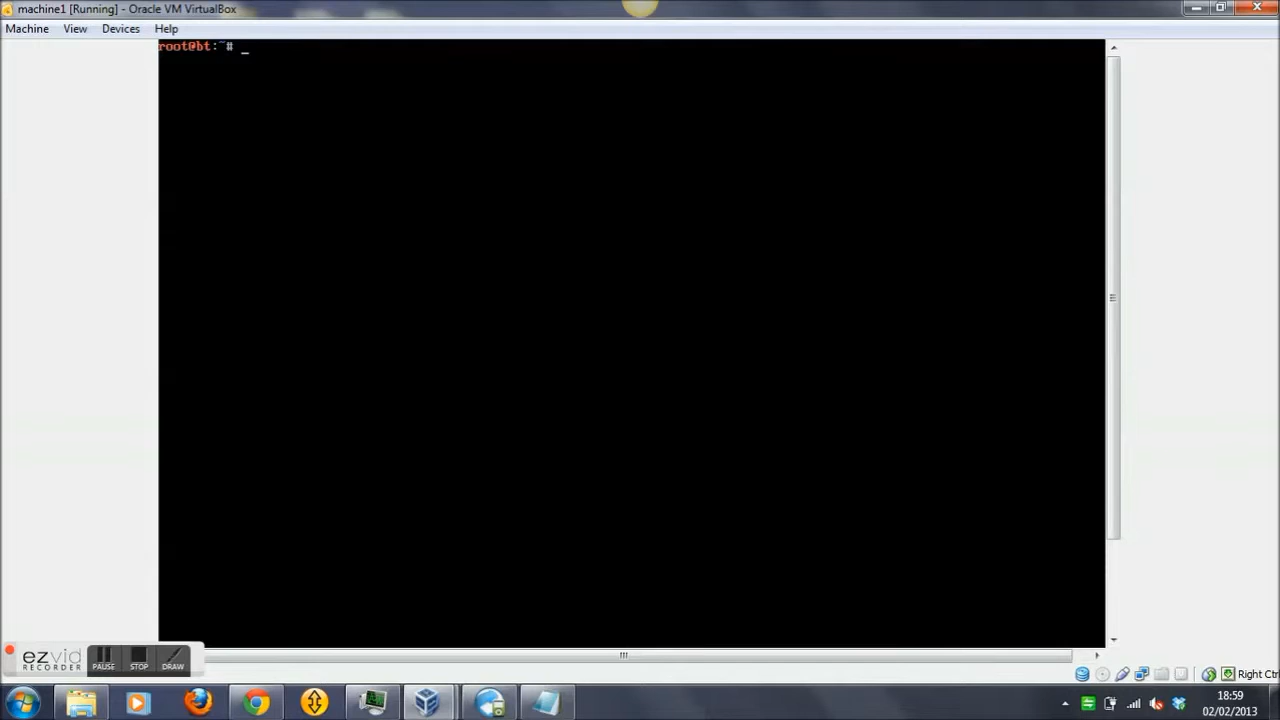 machine1 [Running] - Oracle VM VirtualBox
Machine View Devices Help
root@bt:~# _
ezvid
RECORDER
PAUSE STOP DRAW
Right Ctr
18:59
02/02/2013